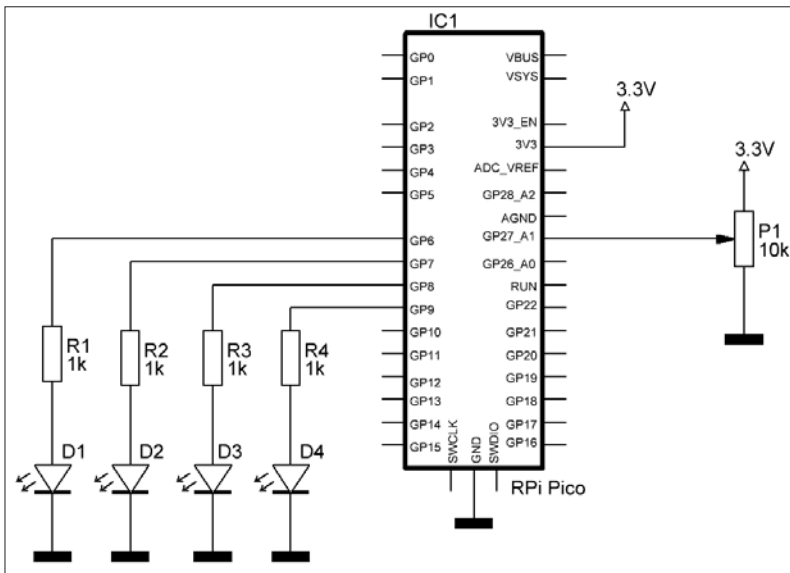 IC1
GP0
GP1
GP2
GP3
GP4
GP5
GP6
GP7
GP8
GP9
GP10
GP11
GP12
GP13
GP14
GP15
VBUS
VSYS
3V3_EN
3V3
ADC_VREF
GP28_A2
AGND
GP27_A1
GP26_A0
RUN
GP22
GP21
GP20
GP19
GP18
GP17
GP16
SWCLK
GND
SWDIO
RPi Pico
3.3V
3.3V
P1
10k
R1
1k
R2
1k
R3
1k
R4
1k
D1
D2
D3
D4